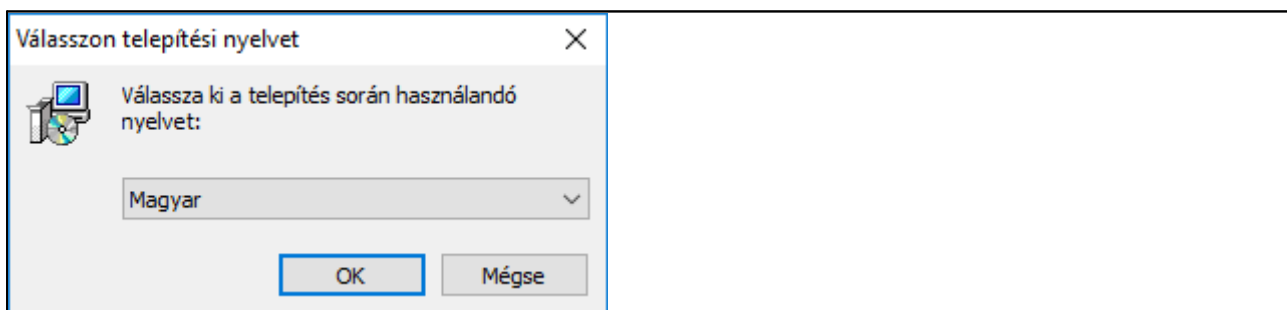 Válasszon telepítési nyelvet
Válassza ki a telepítés során használandó
nyelvet:
Magyar
OK
Mégse